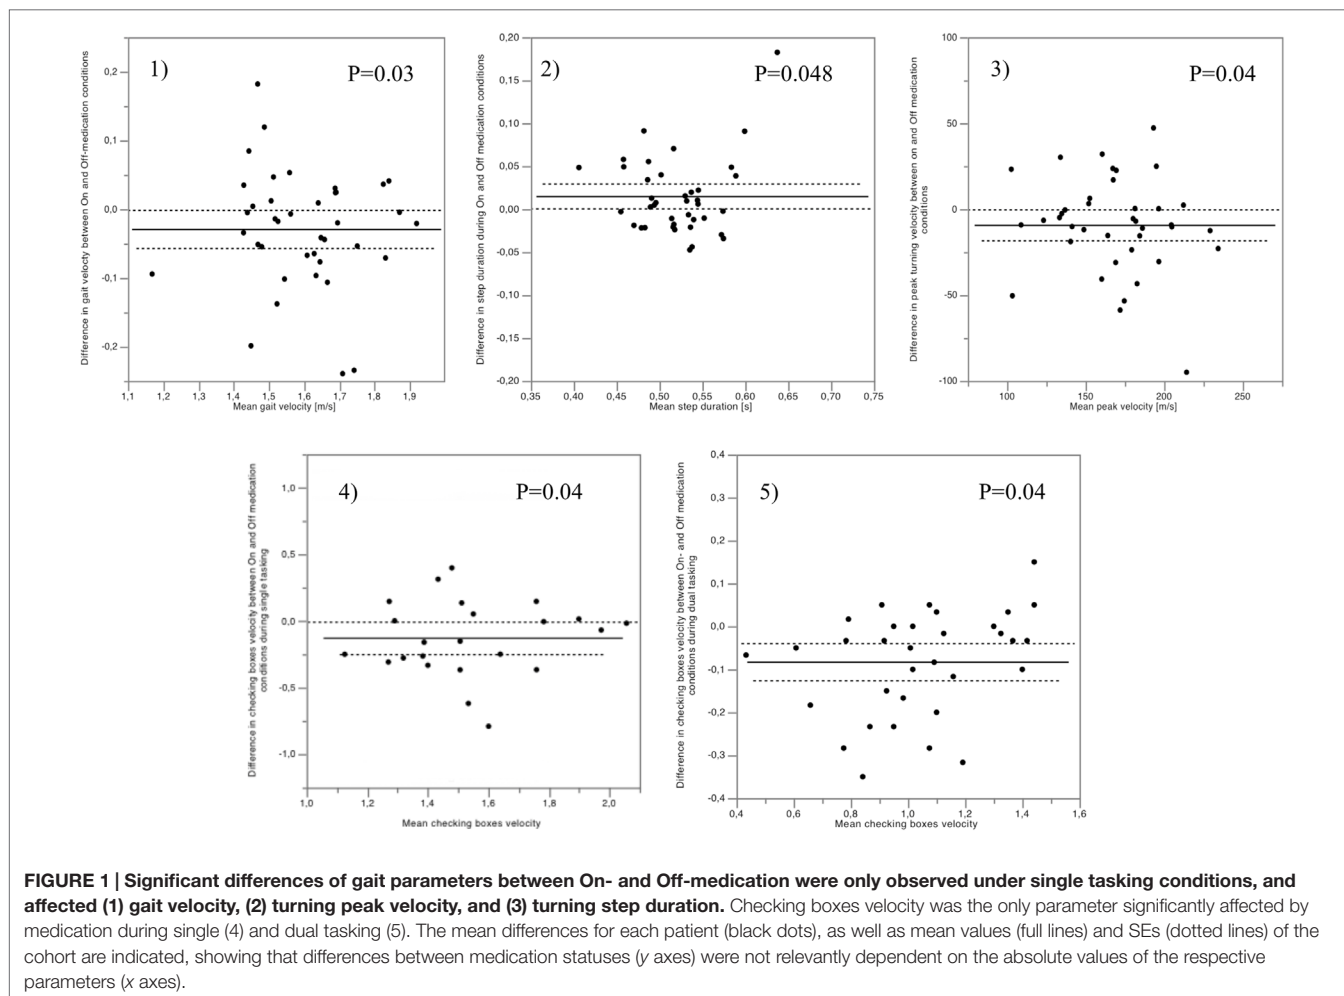 1)
P=0.03
Difference in gait velocty between On and Off-medication conditions
0,2
0,1
0,0
-0,1
-0,2
1,1 1,2 1,3 1,4 1,5 1,6 1,7 1,8 1,9
Mean gait velocity [m/s]
2)
P=0.048
Difference in step duration during On and Off medication conditions
0,20
0,15
0,10
0,05
0,00
-0,05
-0,10
-0,15
-0,20
0,35 0,40 0,45 0,50 0,55 0,60 0,65 0,70 0,75
Mean step duration [s]
3)
P=0.04
Difference in peak turning velocity between on and Off medication
conditions
100
50
0
-50
-100
100 150 200 250
Mean peak velocity [m/s]
4)
P=0.04
Difference in checking boxes velocity between On and Off medication
conditions during single tasking
1,0
0,5
0,0
-0,5
-1,0
1,0 1,2 1,4 1,6 1,8 2,0
Mean checking boxes velocity
5)
P=0.04
Difference in checking boxes velocity between On- and Off medication
conditions during dual tasking
0,4
0,3
0,2
0,1
0,0
-0,1
-0,2
-0,3
-0,4
0,4 0,6 0,8 1,0 1,2 1,4 1,6
Mean checking boxes velocity
FIGURE 1 | Significant differences of gait parameters between On- and Off-medication were only observed under single tasking conditions, and
affected (1) gait velocity, (2) turning peak velocity, and (3) turning step duration. Checking boxes velocity was the only parameter significantly affected by
medication during single (4) and dual tasking (5). The mean differences for each patient (black dots), as well as mean values (full lines) and SEs (dotted lines) of the
cohort are indicated, showing that differences between medication statuses (y axes) were not relevantly dependent on the absolute values of the respective
parameters (x axes).